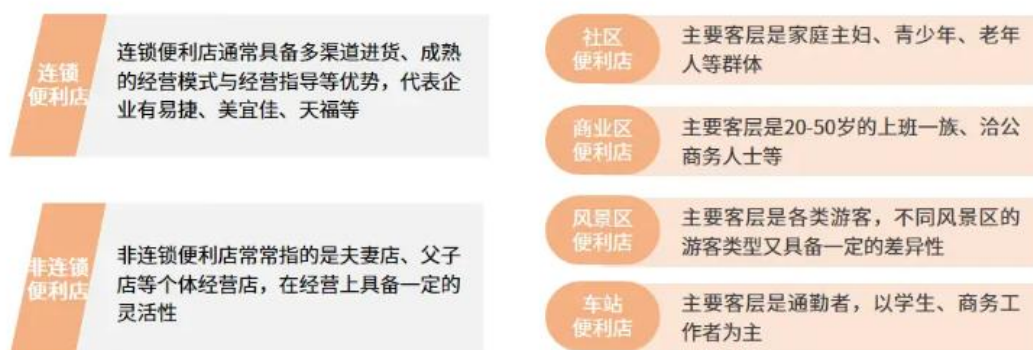 连锁
便利店
连锁便利店通常具备多渠道进货、成熟
的经营模式与经营指导等优势，代表企
业有易捷、美宜佳、天福等
非连锁
便利店
非连锁便利店常常指的是夫妻店、父子
店等个体经营店，在经营上具备一定的
灵活性
社区
便利店
主要客层是家庭主妇、青少年、老年
人等群体
商业区
便利店
主要客层是20-50岁的上班一族、洽公
商务人士等
风景区
便利店
主要客层是各类游客，不同风景区的
游客类型又具备一定的差异性
车站
便利店
主要客层是通勤者，以学生、商务工
作者为主